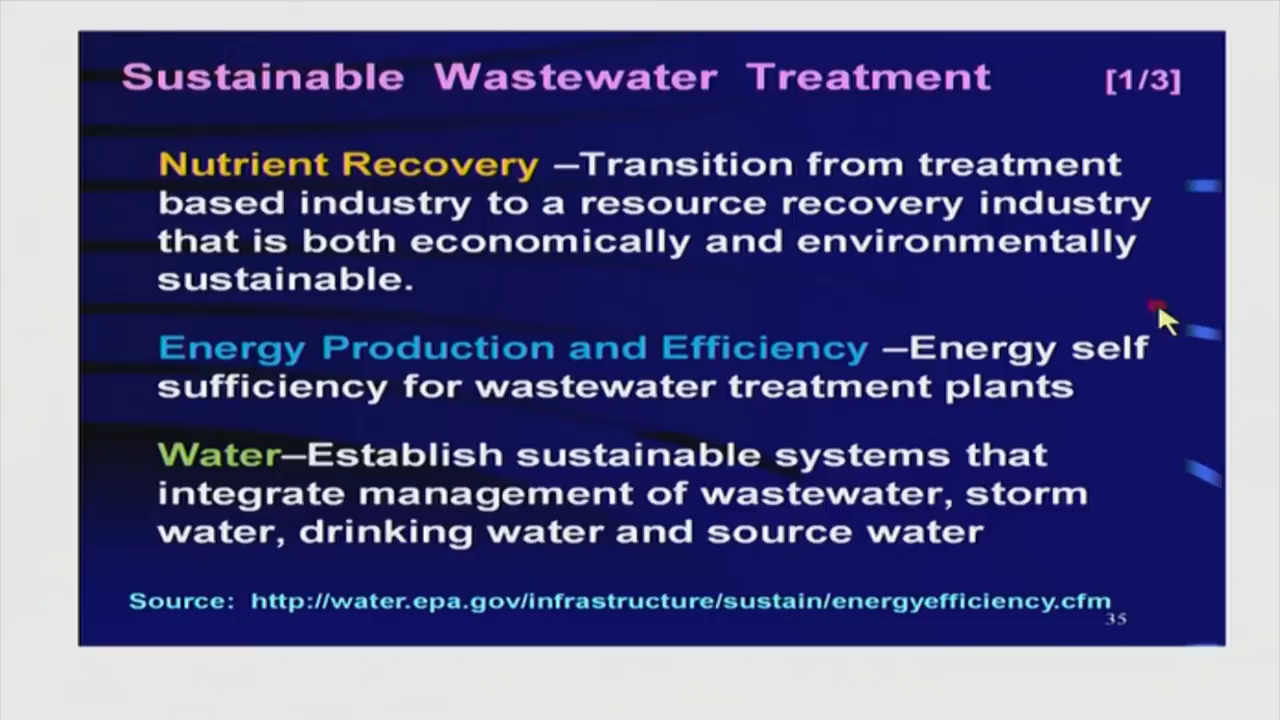 Sustainable Wastewater Treatment [1/3]
Nutrient Recovery –Transition from treatment
based industry to a resource recovery industry
that is both economically and environmentally
sustainable.
Energy Production and Efficiency –Energy self
sufficiency for wastewater treatment plants
Water–Establish sustainable systems that
integrate management of wastewater, storm
water, drinking water and source water
Source: http://water.epa.gov/infrastructure/sustain/energyefficiency.cfm
35